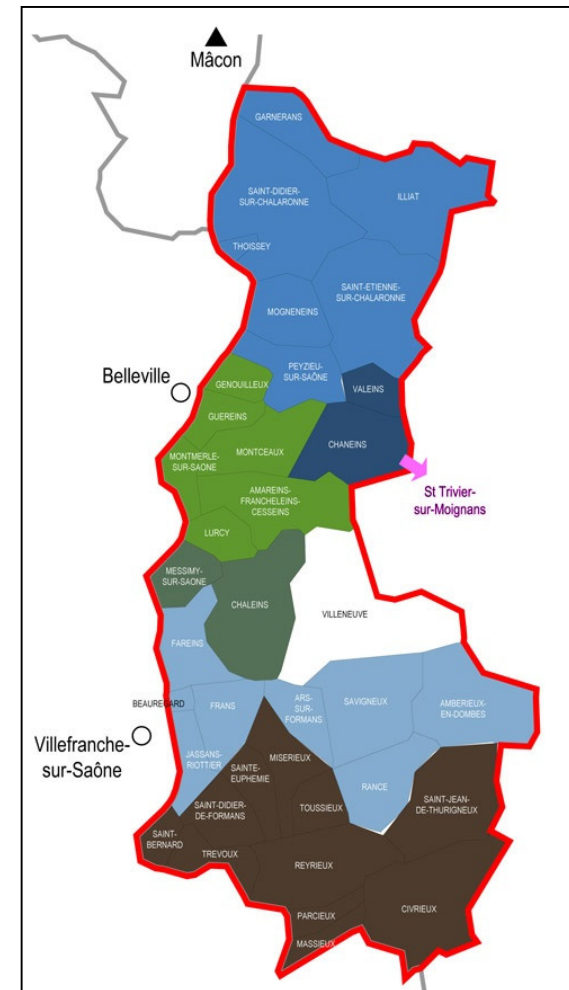 Mâcon
GARNERANS
SAINT-DIDIER
-SUR-CHALARONNE
ILLIAT
THOISSEY
SAINT-ETIENNE
-SUR-CHALARONNE
MOGNENEINS
PEYZIEU
-SUR-SAÔNE
Belleville
GENOUILLEUX
VALEINS
GUEREINS
CHANEINS
MONTCEAUX
MONTMERLE
-SUR-SAONE
St Trivier-
sur-Moignans
AMAREINS-
FRANCHELEINS-
CESSEINS
LURCY
MESSIMY
-SUR-SAONE
CHALEINS
VILLENEUVE
FAREINS
BEAUREGARD
FRANS
ARS-
SUR-
FORMANS
SAVIGNEUX
AMBERIEUX-
EN-DOMBES
Villefranche-
sur-Saône
JASSANS-
RIOTTIER
MISERIEUX
SAINTE-
EUPHEMIE
RANCE
SAINT-DIDIER-
DE-FORMANS
TOUSSIEUX
SAINT-JEAN-
DE-THURIGNEUX
SAINT-
BERNARD
TREVOUX
REYRIEUX
PARCIEUX
CIVRIEUX
MASSIEUX